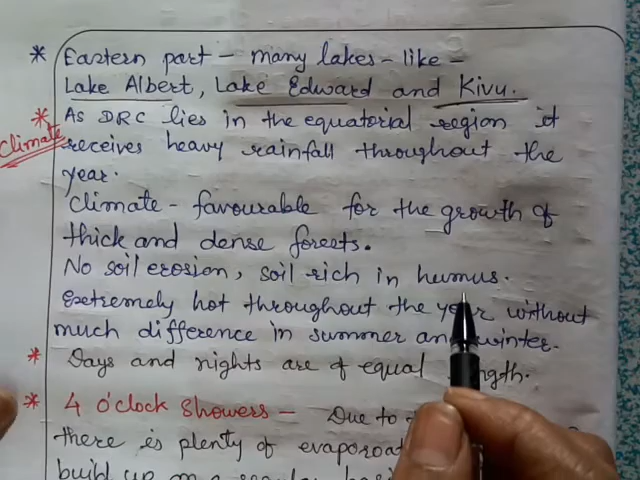 * Eastern part - many lakes - like -
Lake Albert, Lake Edward and Kivu.
* As DRC lies in the equatorial region it
Climate receives heavy rainfall throughout the
year.
Climate - favourable for the growth of
thick and dense forests.
No soil erosion, soil rich in humus.
Extremely hot throughout the year without
much difference in summer and winter.
* Days and nights are of equal length.
* 4 o'clock Showers - Due to
there is plenty of
build up on a